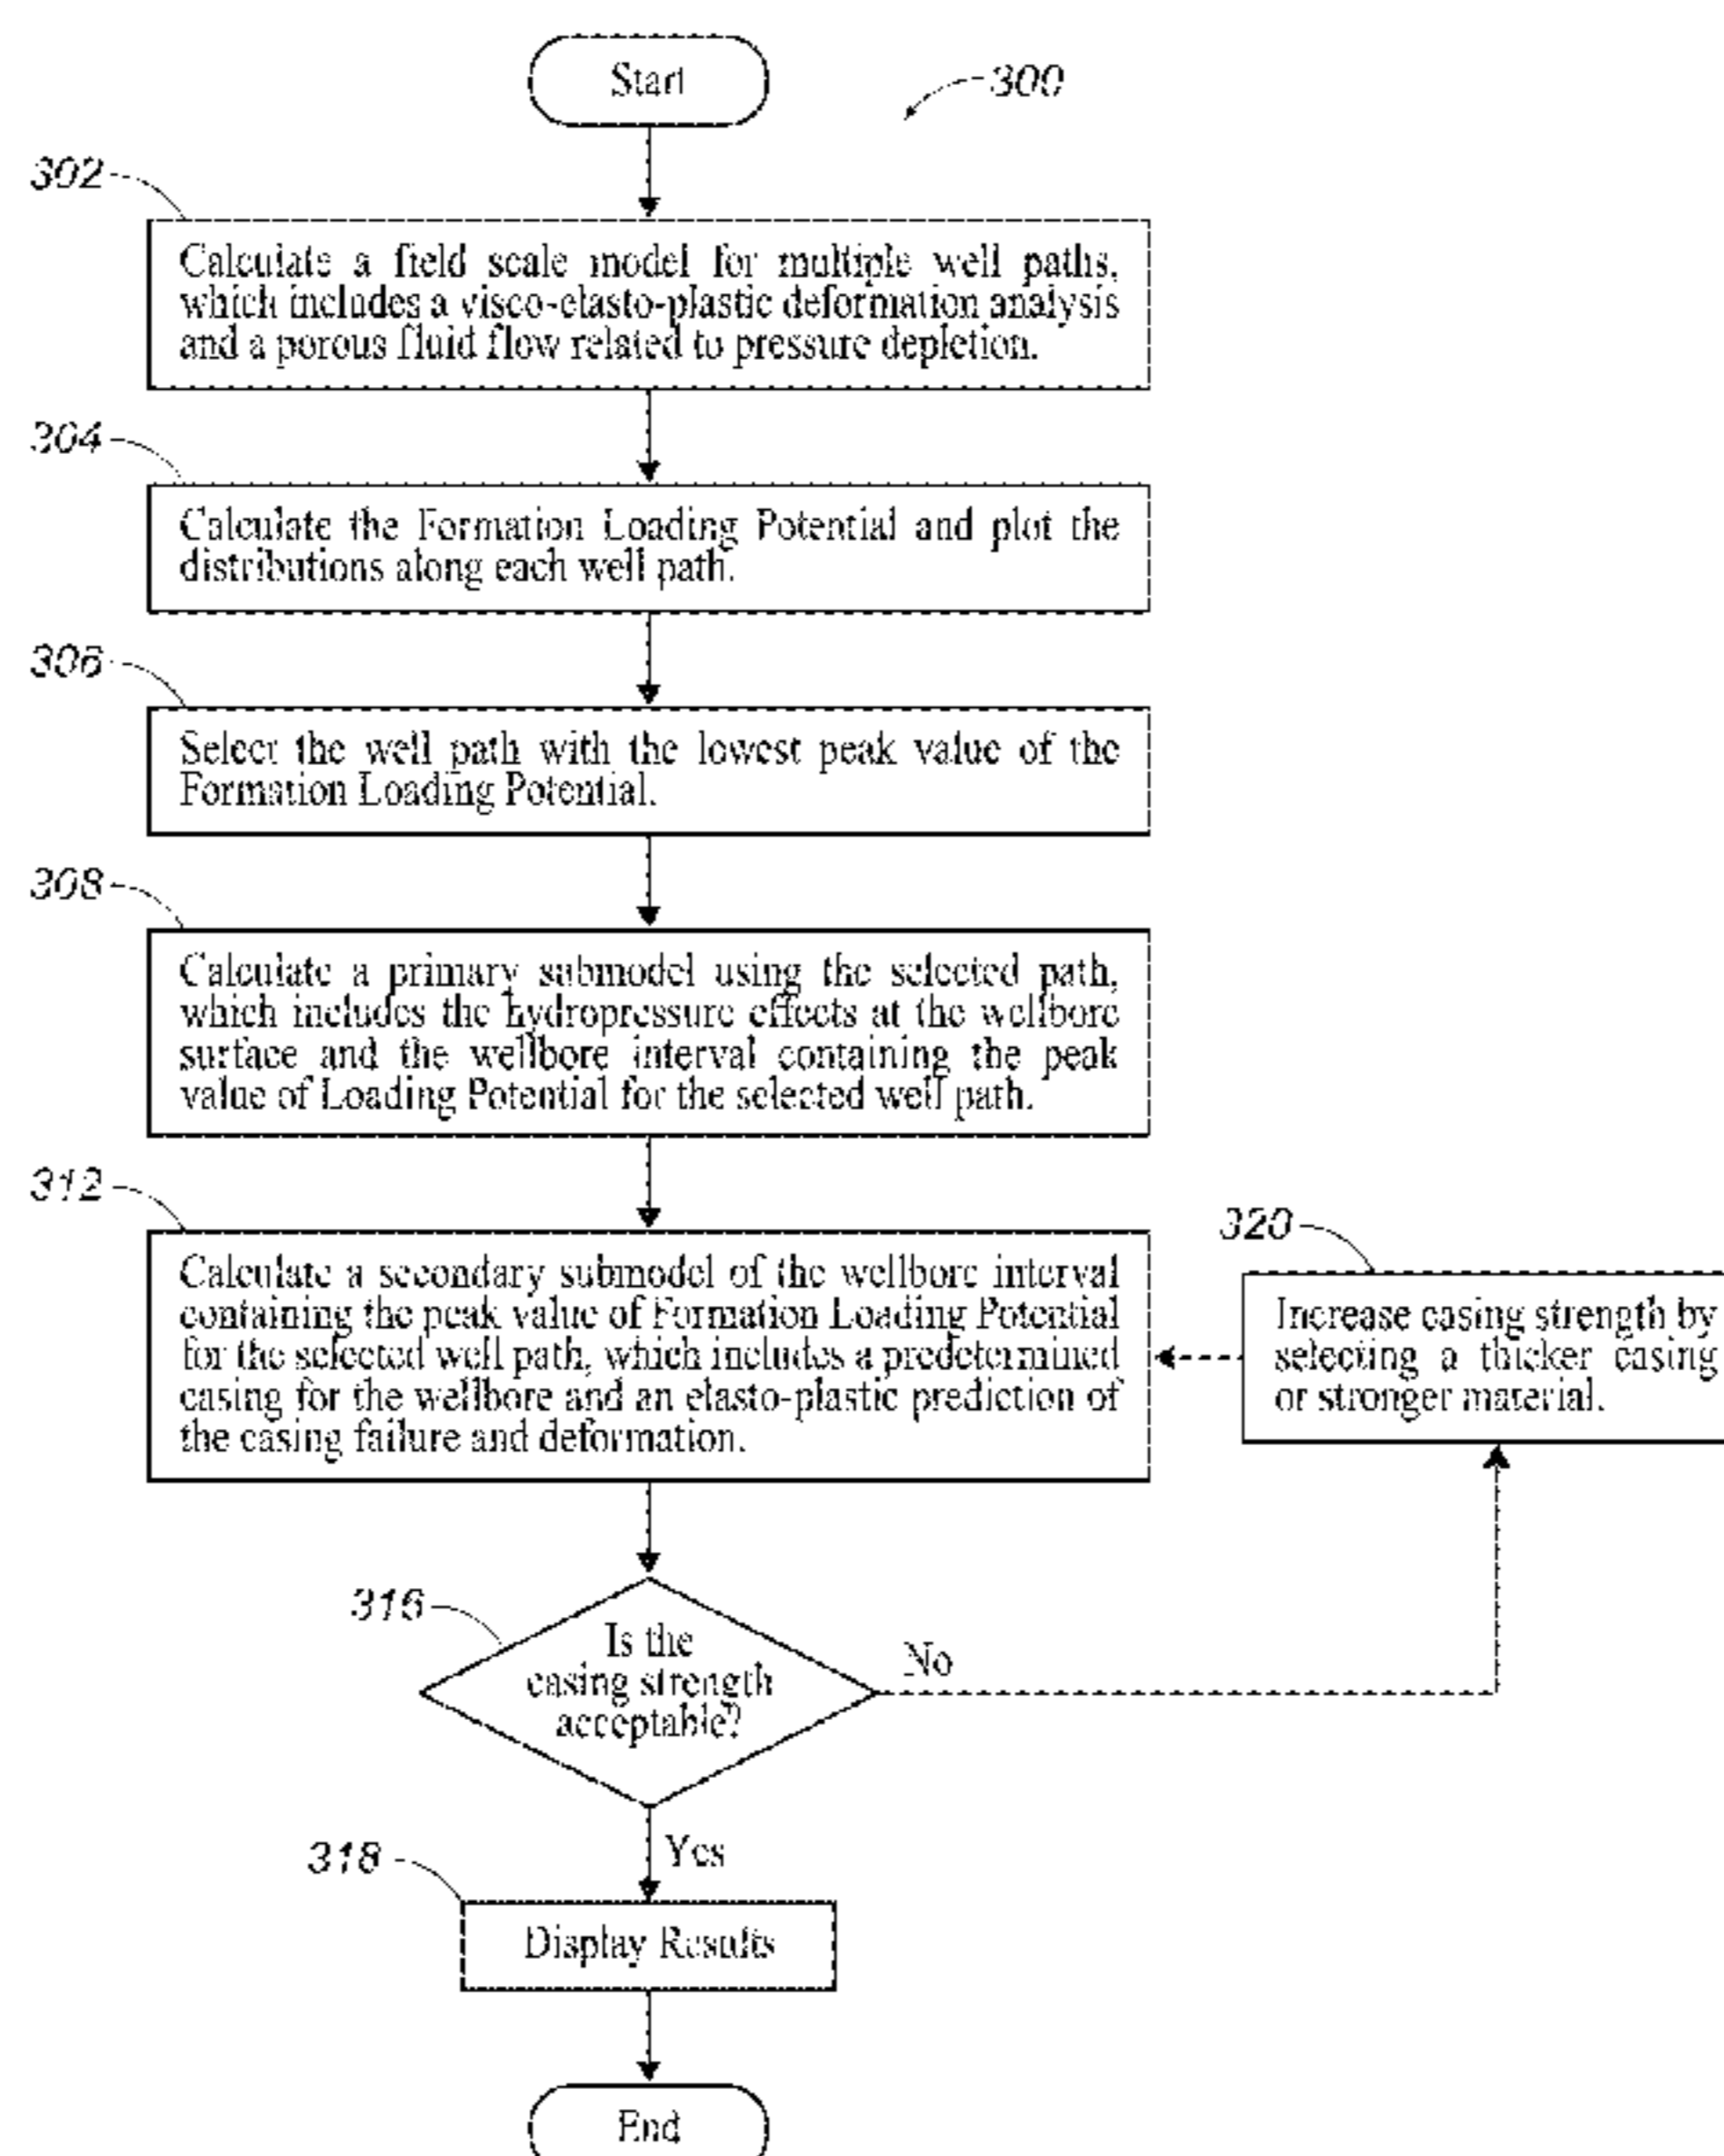 Start
300
302
Calculate a field scale model for multiple well paths,
which includes a visco-elasto-plastic deformation analysis
and a porous fluid flow related to pressure depletion.
304
Calculate the Formation Loading Potential and plot the
distributions along each well path.
306
Select the well path with the lowest peak value of the
Formation Loading Potential.
308
Calculate a primary submodel using the selected path,
which includes the hydropressure effects at the wellbore
surface and the wellbore interval containing the peak
value of Loading Potential for the selected well path.
312
Calculate a secondary submodel of the wellbore interval
containing the peak value of Formation Loading Potential
for the selected well path, which includes a predetermined
casing for the wellbore and an elasto-plastic prediction of
the casing failure and deformation.
320
Increase casing strength by
selecting a thicker casing
or stronger material.
316
Is the
casing strength
acceptable?
No
Yes
318
Display Results
End